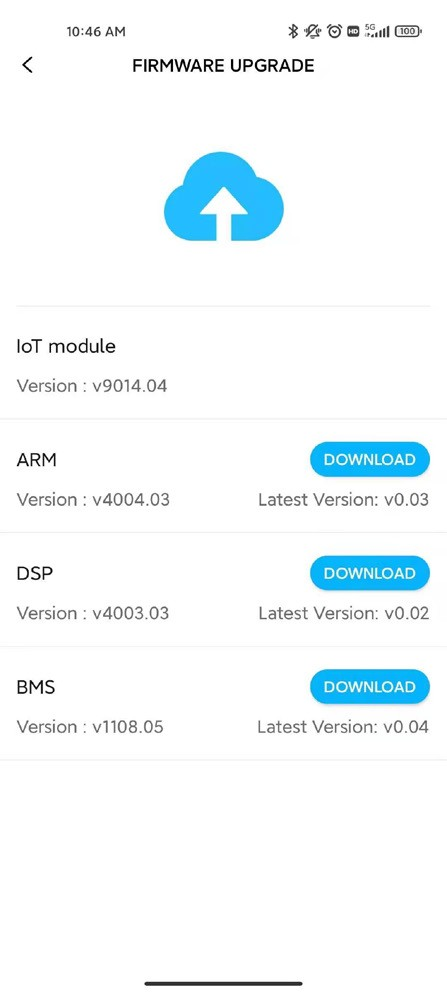 10:46 AM
HD 5G 100
FIRMWARE UPGRADE
IoT module
Version : v9014.04
ARM
DOWNLOAD
Version : v4004.03
Latest Version: v0.03
DSP
DOWNLOAD
Version : v4003.03
Latest Version: v0.02
BMS
DOWNLOAD
Version : v1108.05
Latest Version: v0.04